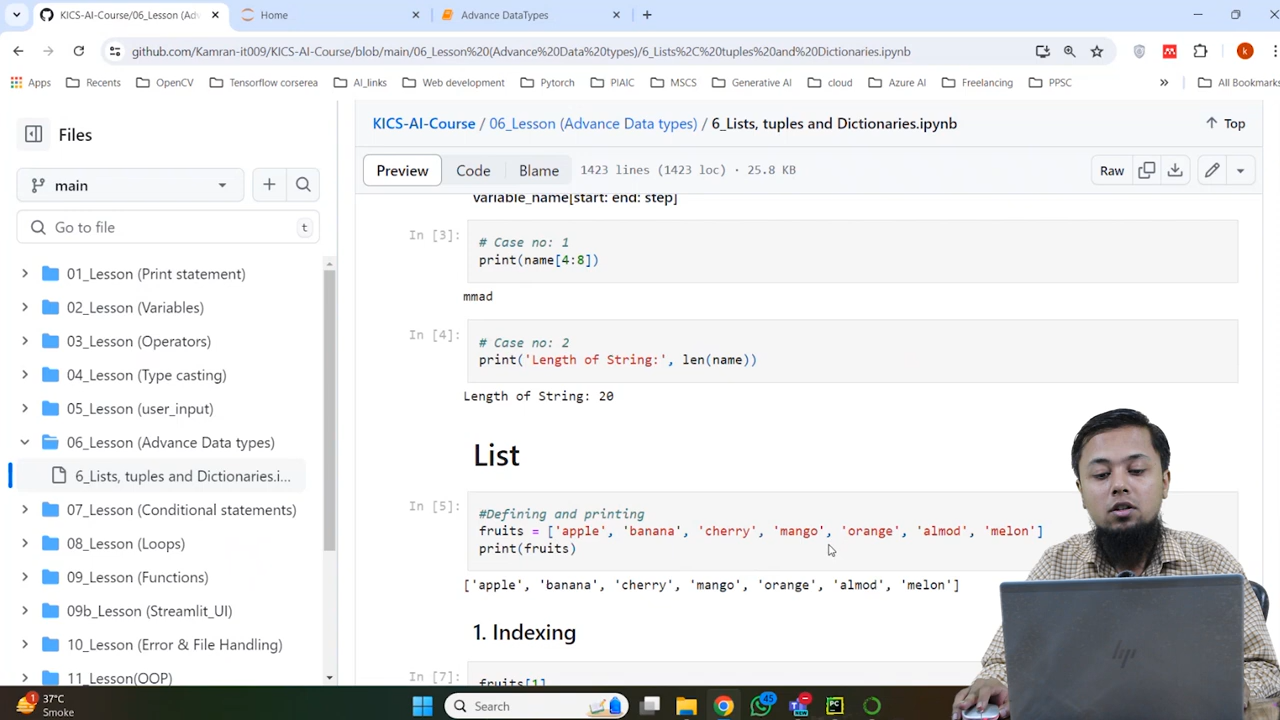 KICS-AI-Course/06_Lesson (Adv
Home
Advance DataTypes
github.com/Kamran-it009/KICS-AI-Course/blob/main/06_Lesson%20(Advance%20Data%20types)/6_Lists%2C%20tuples%20and%20Dictionaries.ipynb
k
Apps
Recents
OpenCV
Tensorflow corserea
AI_links
Web development
Pytorch
PIAIC
MSCS
Generative AI
cloud
Azure AI
Freelancing
PPSC
»
All Bookmarks
Files
main
Go to file
t
01_Lesson (Print statement)
02_Lesson (Variables)
03_Lesson (Operators)
04_Lesson (Type casting)
05_Lesson (user_input)
06_Lesson (Advance Data types)
6_Lists, tuples and Dictionaries.i...
07_Lesson (Conditional statements)
08_Lesson (Loops)
09_Lesson (Functions)
09b_Lesson (Streamlit_UI)
10_Lesson (Error & File Handling)
11_Lesson(OOP)
KICS-AI-Course / 06_Lesson (Advance Data types) / 6_Lists, tuples and Dictionaries.ipynb
Top
Preview
Code
Blame
1423 lines (1423 loc) · 25.8 KB
Raw
variable_name[start: end: step]
In [3]:
# Case no: 1
print(name[4:8])
mmad
In [4]:
# Case no: 2
print('Length of String:', len(name))
Length of String: 20
List
In [5]:
#Defining and printing
fruits = ['apple', 'banana', 'cherry', 'mango', 'orange', 'almod', 'melon']
print(fruits)
['apple', 'banana', 'cherry', 'mango', 'orange', 'almod', 'melon']
1. Indexing
In [7]:
fruits[1]
hp
1
37°C
Smoke
Search
45